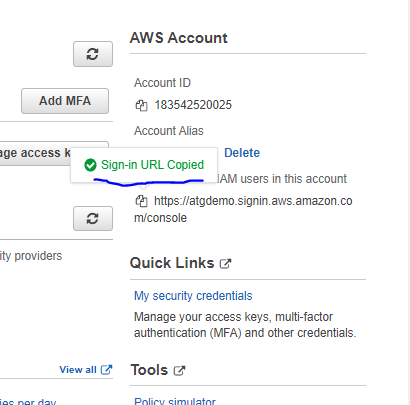 AWS Account
Account ID
183542520025
Add MFA
Account Alias
Delete
Sign-in URL Copied
users in this account
https://atgdemo.signin.aws.amazon.co
m/console
ity providers
Quick Links
My security credentials
Manage your access keys, multi-factor
authentication (MFA) and other credentials.
View all
Tools
Policy simulator